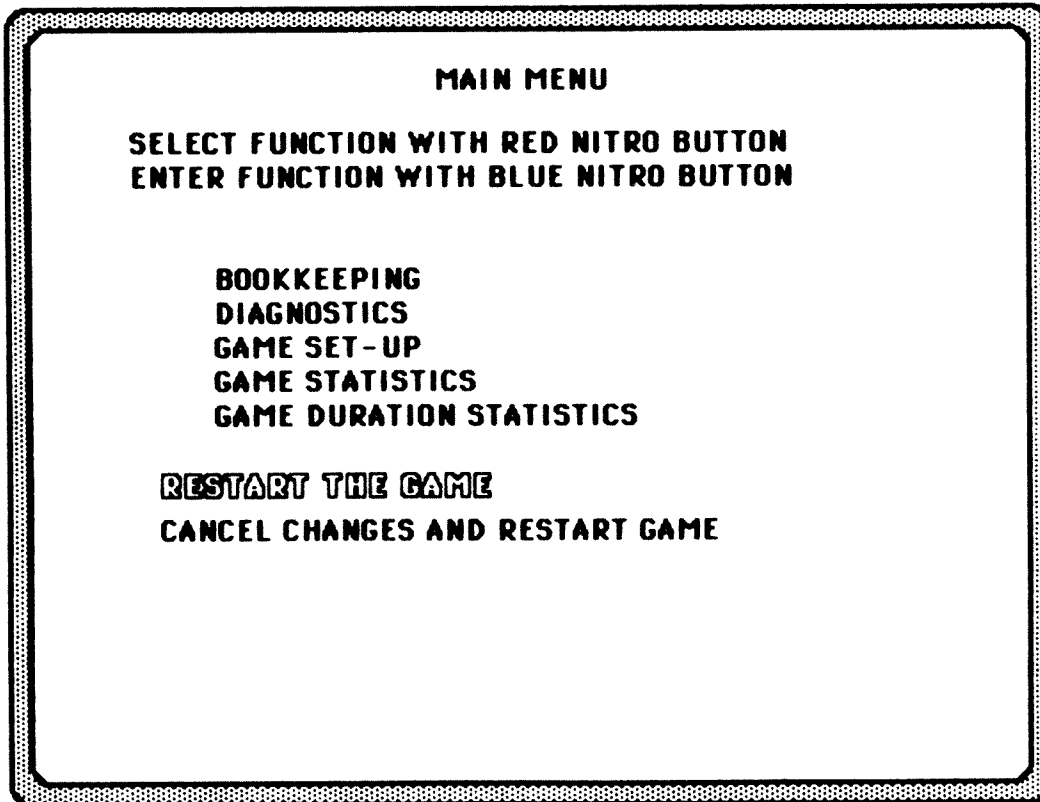 MAIN MENU
SELECT FUNCTION WITH RED NITRO BUTTON
ENTER FUNCTION WITH BLUE NITRO BUTTON
BOOKKEEPING
DIAGNOSTICS
GAME SET-UP
GAME STATISTICS
GAME DURATION STATISTICS
RESTART THE GAME
CANCEL CHANGES AND RESTART GAME